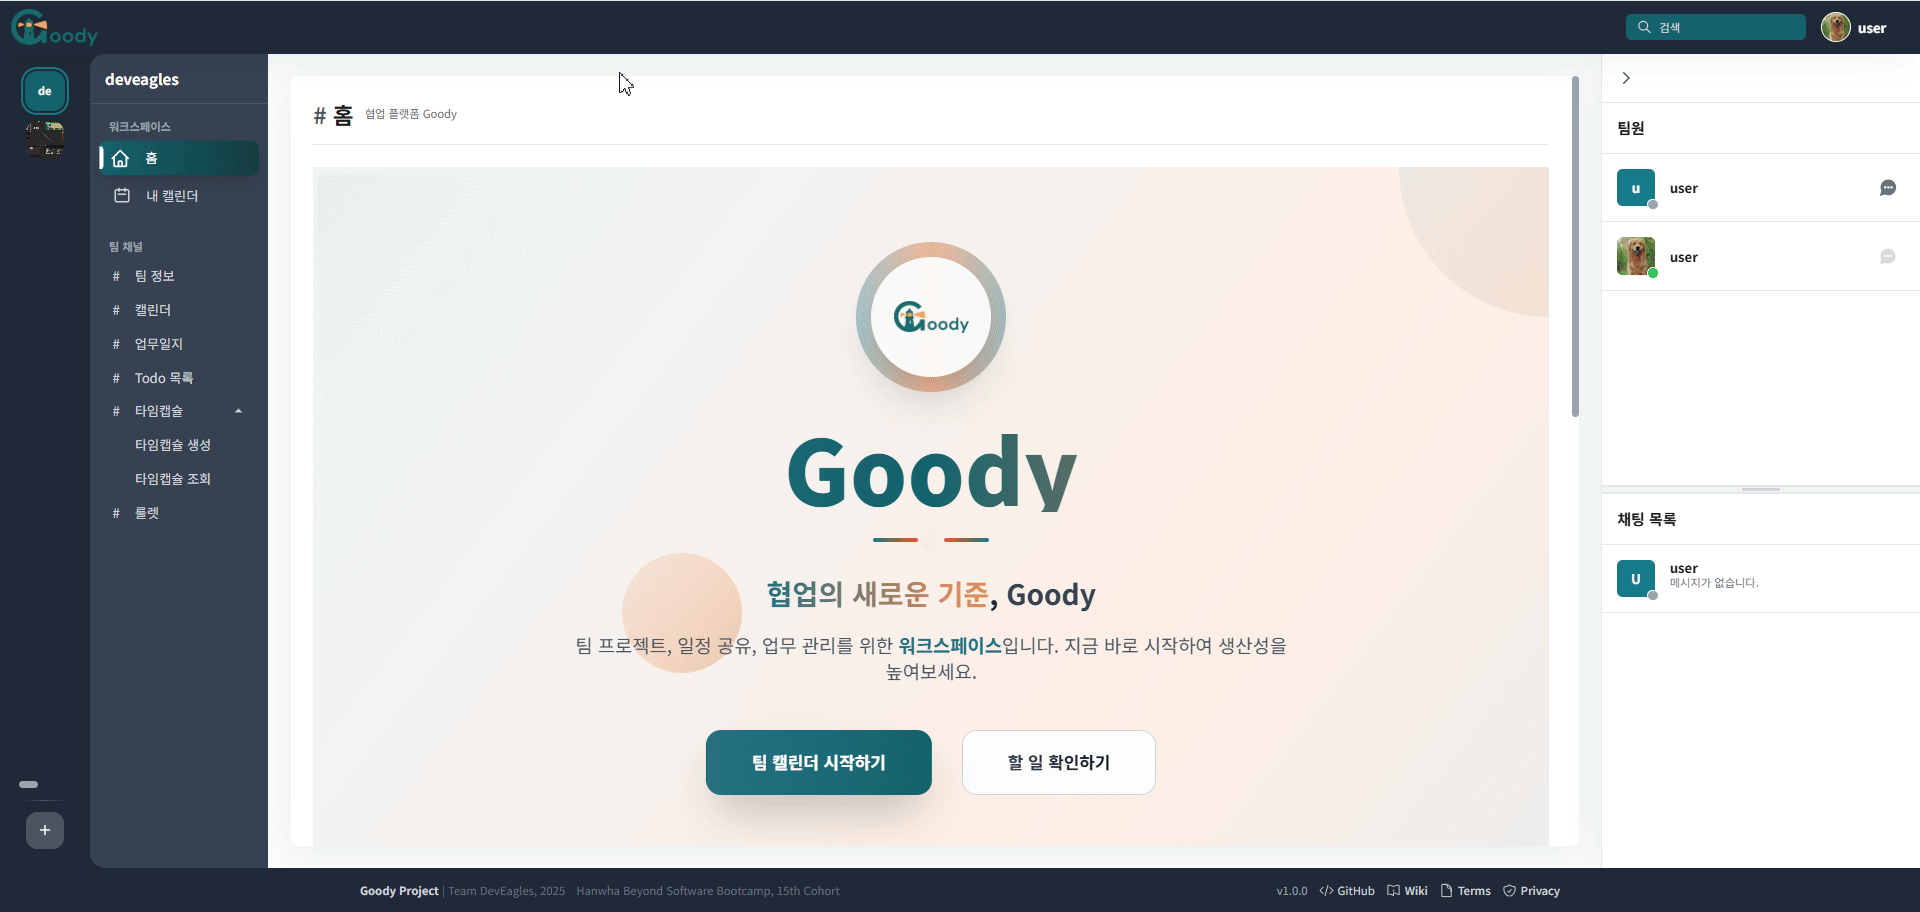 Goody
검색
user
de
deveagles
워크스페이스
홈
내 캘린더
팀 채널
# 팀 정보
# 캘린더
# 업무일지
# Todo 목록
# 타임캡슐
타임캡슐 생성
타임캡슐 조회
# 룰렛
+
# 홈 협업 플랫폼 Goody
Goody
Goody
협업의 새로운 기준, Goody
팀 프로젝트, 일정 공유, 업무 관리를 위한 워크스페이스입니다. 지금 바로 시작하여 생산성을
높여보세요.
팀 캘린더 시작하기
할 일 확인하기
팀원
u user
user
채팅 목록
U user
메시지가 없습니다.
Goody Project | Team DevEagles, 2025 Hanwha Beyond Software Bootcamp, 15th Cohort
v1.0.0 GitHub Wiki Terms Privacy